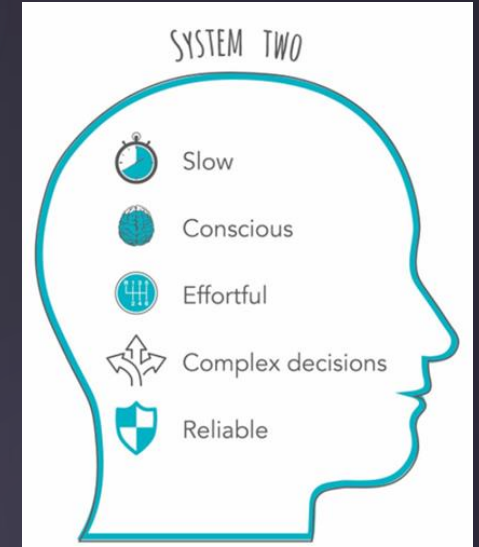 SYSTEM TWO
Slow
Conscious
Effortful
Complex decisions
Reliable